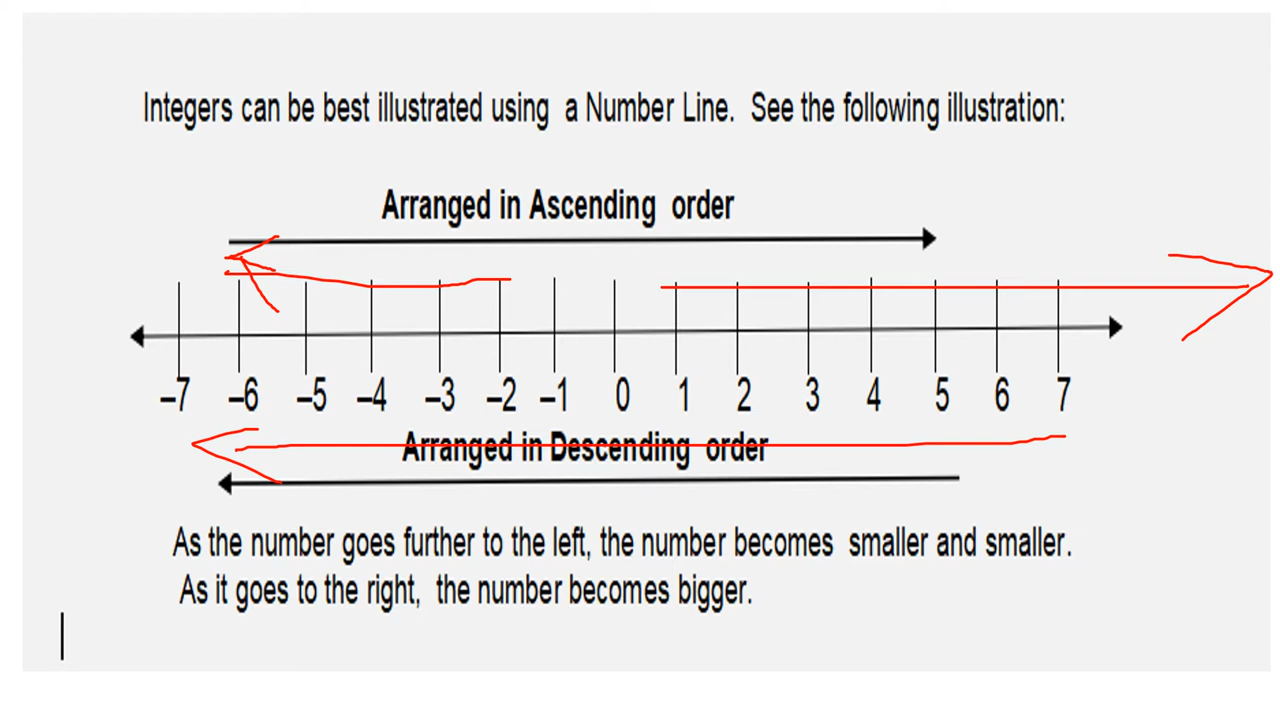 Integers can be best illustrated using a Number Line. See the following illustration:
Arranged in Ascending order
–7 –6 –5 –4 –3 –2 –1 0 1 2 3 4 5 6 7
Arranged in Descending order
As the number goes further to the left, the number becomes smaller and smaller.
As it goes to the right, the number becomes bigger.